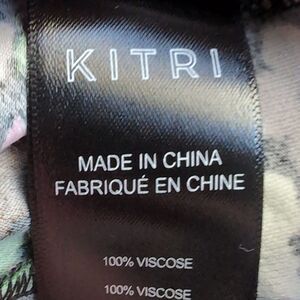 KITRI
MADE IN CHINA
FABRIQUÉ EN CHINE
100% VISCOSE
100% VISCOSE